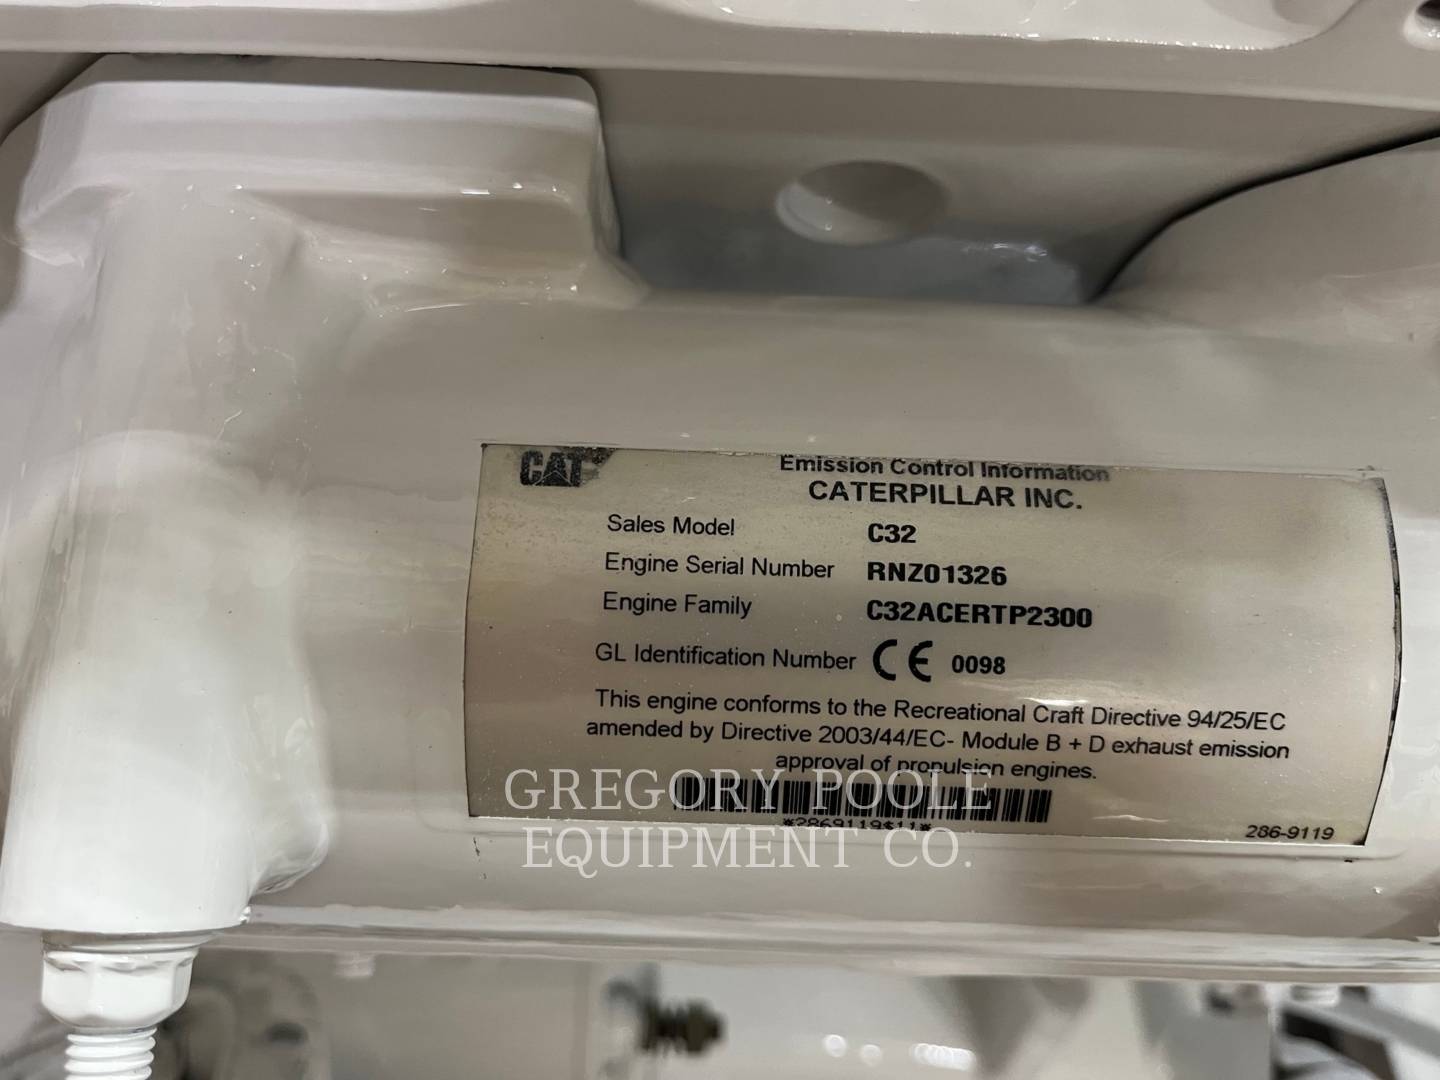 CAT
Emission Control Information
CATERPILLAR INC.
Sales Model C32
Engine Serial Number RNZ01326
Engine Family C32ACERTP2300
GL Identification Number CE 0098
This engine conforms to the Recreational Craft Directive 94/25/EC
amended by Directive 2003/44/EC- Module B + D exhaust emission
approval of propulsion engines.
*2869119$11*
286-9119
GREGORY POOLE
EQUIPMENT CO.